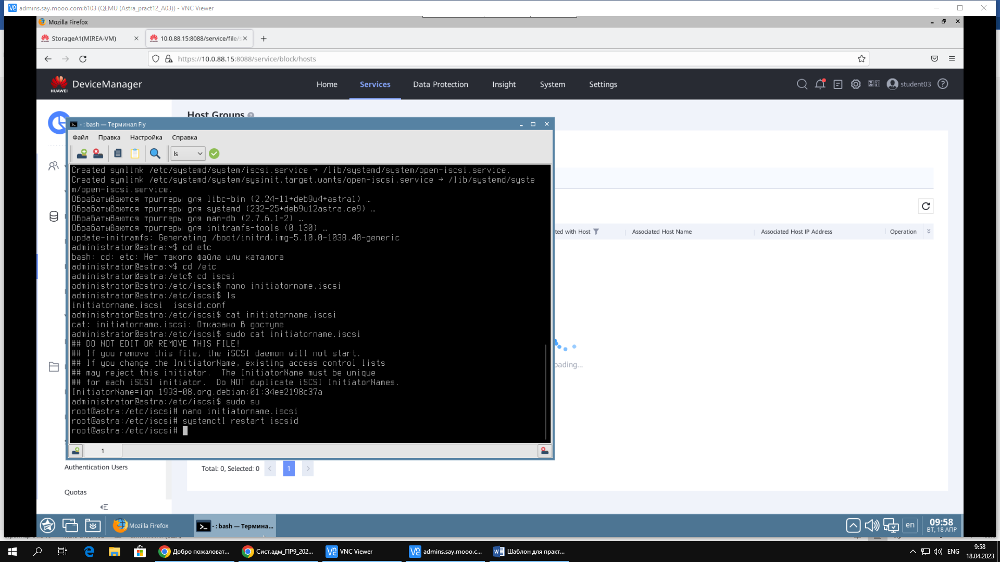 admins.say.mooo.com:6103 (QEMU (Astra_pract12_A03)) - VNC Viewer
Mozilla Firefox
StorageA1(MIREA-VM)
10.0.88.15:8088/service/file/s
https://10.0.88.15:8088/service/block/hosts
HUAWEI
DeviceManager
Home
Services
Data Protection
Insight
System
Settings
student03
Host Groups
- : bash — Терминал Fly
Файл
Правка
Настройка
Справка
ls
Created symlink /etc/systemd/system/iscsi.service → /lib/systemd/system/open-iscsi.service.
Created symlink /etc/systemd/system/sysinit.target.wants/open-iscsi.service → /lib/systemd/syste
m/open-iscsi.service.
Обрабатываются триггеры для libc-bin (2.24-11+deb9u4+astra1) …
Обрабатываются триггеры для systemd (232-25+deb9u12astra.ce9) …
Обрабатываются триггеры для man-db (2.7.6.1-2) …
Обрабатываются триггеры для initramfs-tools (0.130) …
update-initramfs: Generating /boot/initrd.img-5.10.0-1038.40-generic
administrator@astra:~$ cd etc
bash: cd: etc: Нет такого файла или каталога
administrator@astra:~$ cd /etc
administrator@astra:/etc$ cd iscsi
administrator@astra:/etc/iscsi$ nano initiatorname.iscsi
administrator@astra:/etc/iscsi$ ls
initiatorname.iscsi  iscsid.conf
administrator@astra:/etc/iscsi$ cat initiatorname.iscsi
cat: initiatorname.iscsi: Отказано в доступе
administrator@astra:/etc/iscsi$ sudo cat initiatorname.iscsi
## DO NOT EDIT OR REMOVE THIS FILE!
## If you remove this file, the iSCSI daemon will not start.
## If you change the InitiatorName, existing access control lists
## may reject this initiator.  The InitiatorName must be unique
## for each iSCSI initiator.  Do NOT duplicate iSCSI InitiatorNames.
InitiatorName=iqn.1993-08.org.debian:01:34ee2198c37a
administrator@astra:/etc/iscsi$ sudo su
root@astra:/etc/iscsi# nano initiatorname.iscsi
root@astra:/etc/iscsi# systemctl restart iscsid
root@astra:/etc/iscsi#
1
ted with Host
Associated Host Name
Associated Host IP Address
Operation
oading...
Authentication Users
Total: 0, Selected: 0
1
Quotas
Mozilla Firefox
- : bash — Термина...
en
09:58
ВТ, 18 АПР
Добро пожаловат...
Сист.адм_ПР9_202...
VNC Viewer
admins.say.mooo.c...
Шаблон для практ...
ENG
9:58
18.04.2023